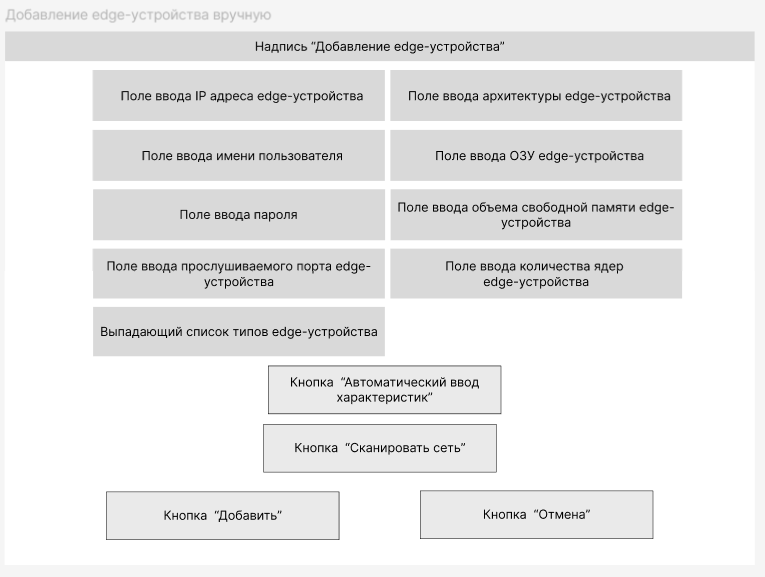 Добавление edge-устройства вручную
Надпись “Добавление edge-устройства”
Поле ввода IP адреса edge-устройства
Поле ввода архитектуры edge-устройства
Поле ввода имени пользователя
Поле ввода ОЗУ edge-устройства
Поле ввода пароля
Поле ввода объема свободной памяти edge-
устройства
Поле ввода прослушиваемого порта edge-
устройства
Поле ввода количества ядер
edge-устройства
Выпадающий список типов edge-устройства
Кнопка “Автоматический ввод
характеристик”
Кнопка “Сканировать сеть”
Кнопка “Добавить”
Кнопка “Отмена”